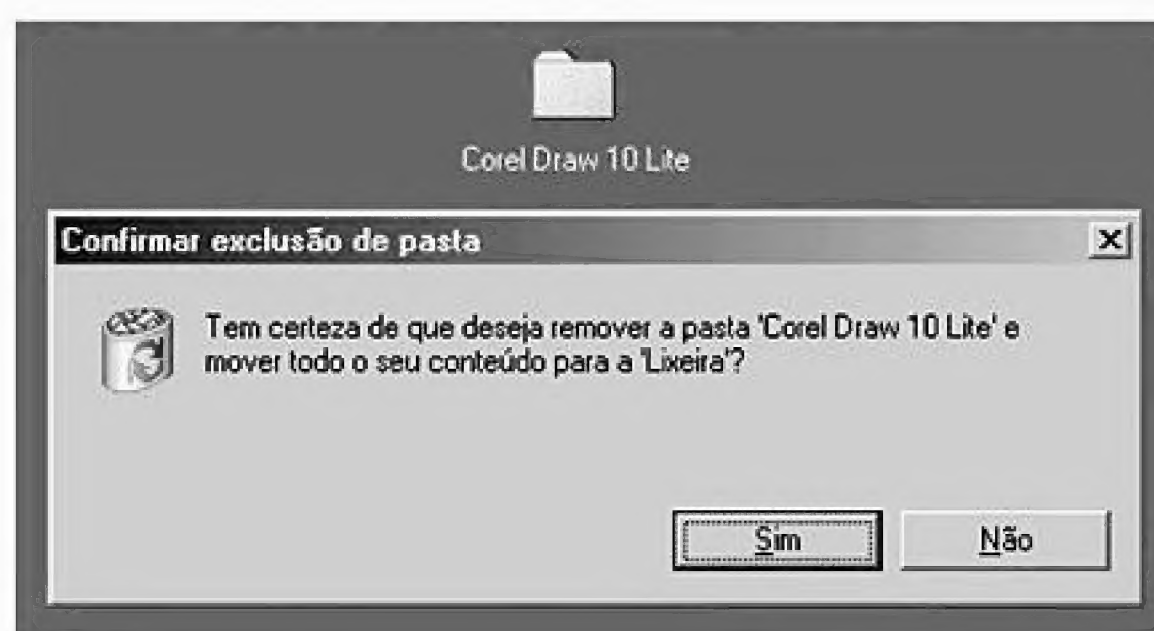 Corel Draw 10 Lite
Confirmar exclusão de pasta
Tem certeza de que deseja remover a pasta 'Corel Draw 10 Lite' e
mover todo o seu conteúdo para a 'Lixeira'?
Sim
Não